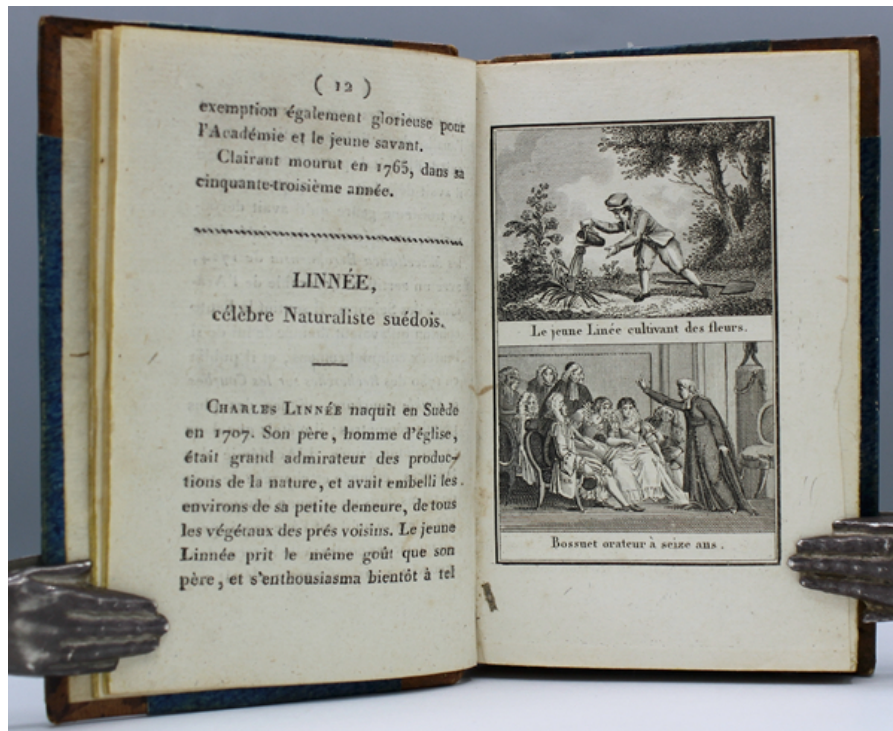 ( 12 )
exemption également glorieuse pour
l'Académie et le jeune savant.
Clairaut mourut en 1765, dans sa
cinquante-troisième année.
LINNÉE,
célèbre Naturaliste suédois.
CHARLES LINNÉE naquit en Suède
en 1707. Son père, homme d'église,
était grand admirateur des produc-
tions de la nature, et avait embelli les
environs de sa petite demeure, de tous
les végétaux des prés voisins. Le jeune
Linnée prit le même goût que son
père, et s'enthousiasma bientôt à tel
Le jeune Linée cultivant des fleurs.
Bossuet orateur à seize ans.